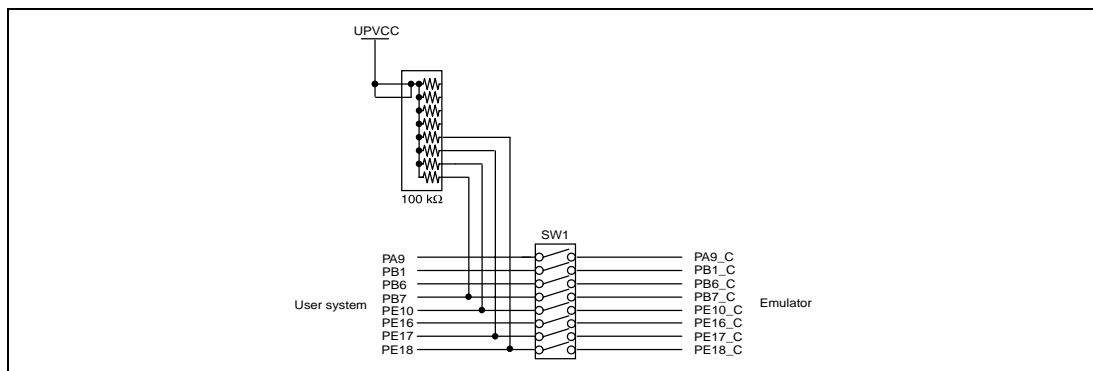 UPVCC
100 kΩ
SW1
PA9
PA9_C
PB1
PB1_C
PB6
PB6_C
PB7
PB7_C
User system
Emulator
PE10
PE10_C
PE16
PE16_C
PE17
PE17_C
PE18
PE18_C